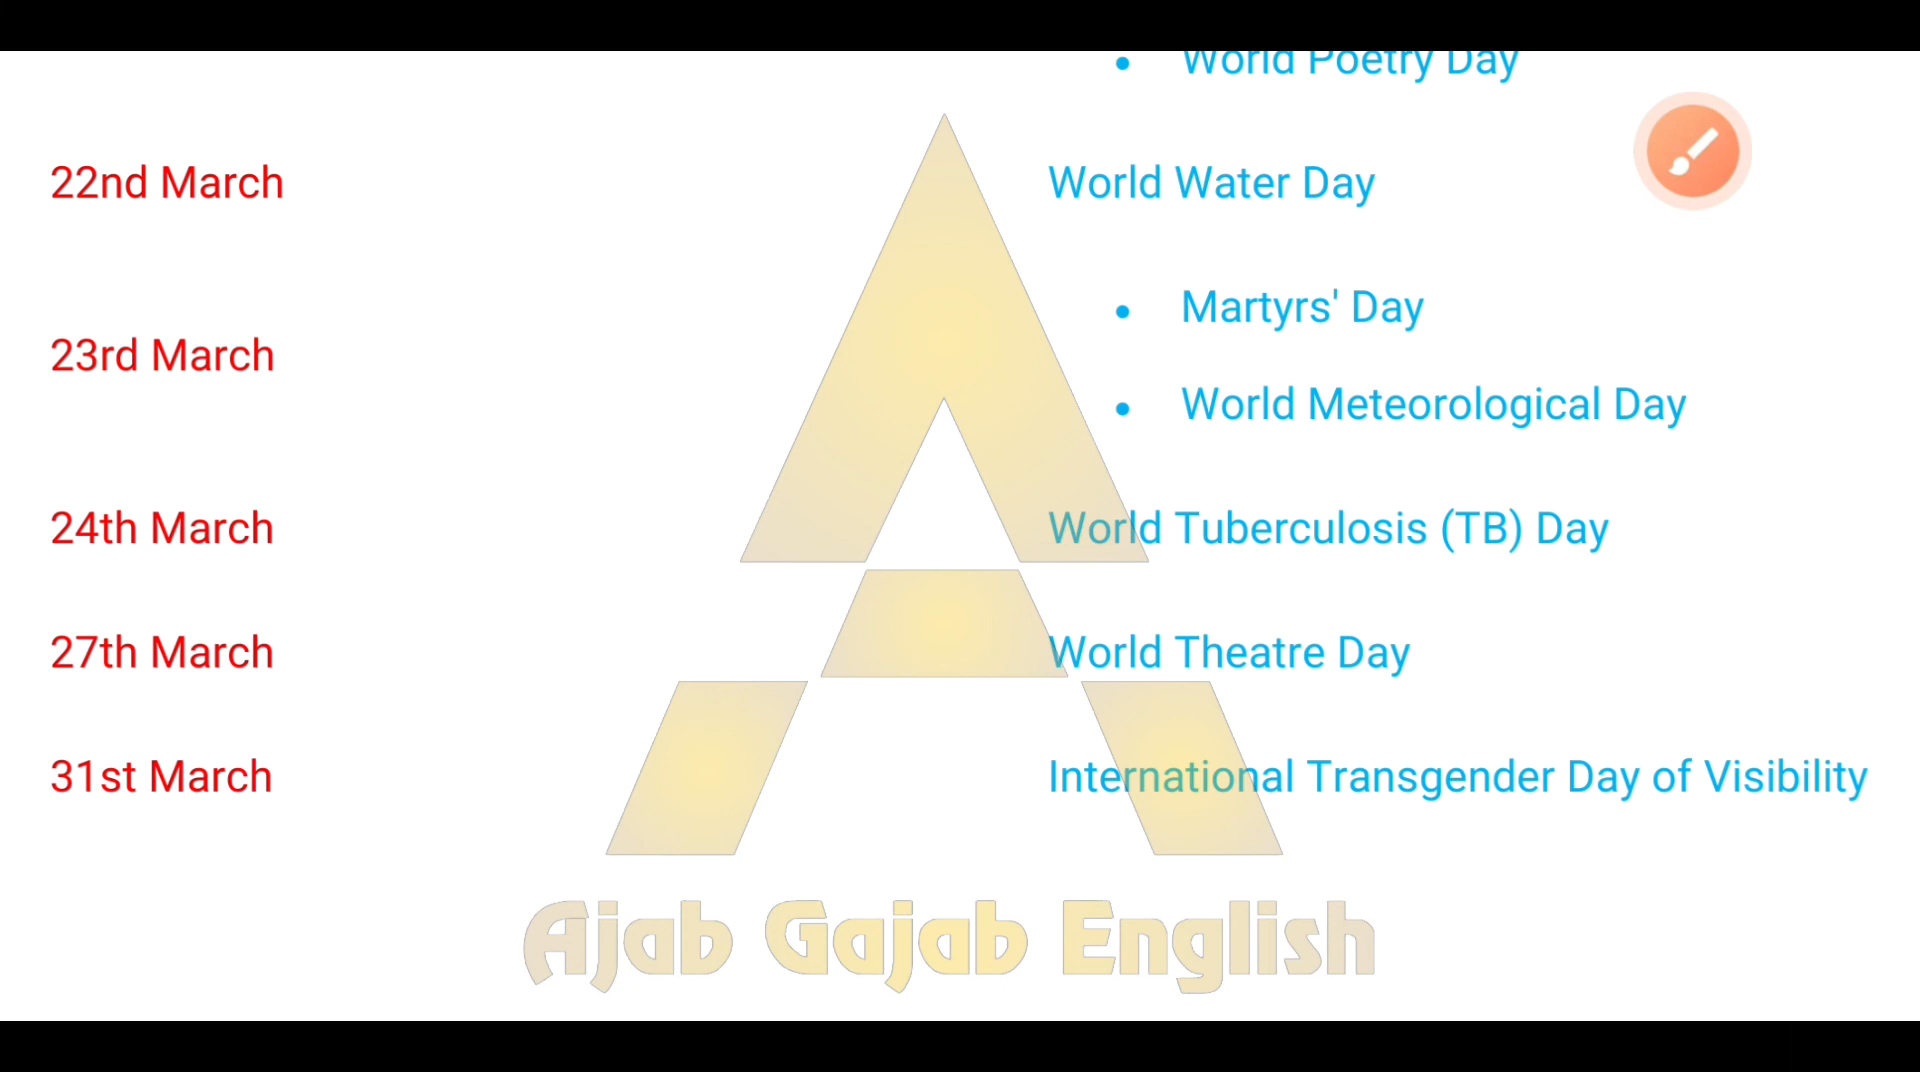 World Poetry Day
22nd March
World Water Day
23rd March
Martyrs' Day
World Meteorological Day
24th March
World Tuberculosis (TB) Day
27th March
World Theatre Day
31st March
International Transgender Day of Visibility
Ajab Gajab English